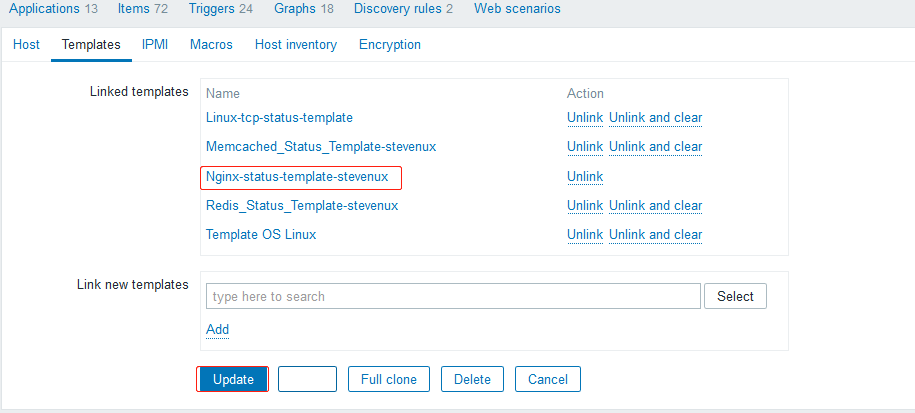 Applications 13 Items 72 Triggers 24 Graphs 18 Discovery rules 2 Web scenarios
Host Templates IPMI Macros Host inventory Encryption
Linked templates Name Action
Linux-tcp-status-template Unlink Unlink and clear
Memcached_Status_Template-stevenux Unlink Unlink and clear
Nginx-status-template-stevenux Unlink
Redis_Status_Template-stevenux Unlink Unlink and clear
Template OS Linux Unlink Unlink and clear
Link new templates
type here to search Select
Add
Update Full clone Delete Cancel